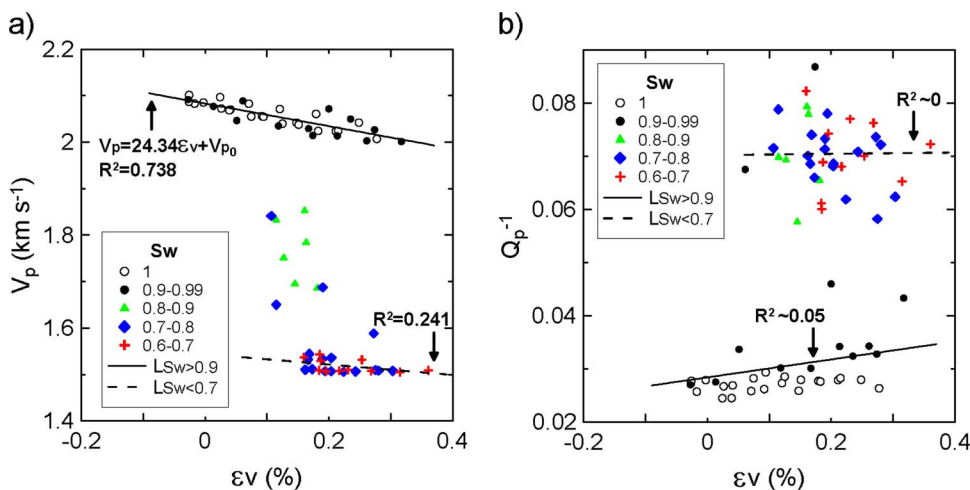 a)
2.2
2.0
1.8
1.6
1.4
-0.2
0
0.2
0.4
Vp (km s-1)
εv (%)
Vp=24.34εv+Vp0
R²=0.738
R²=0.241
Sw
1
0.9-0.99
0.8-0.9
0.7-0.8
0.6-0.7
LSw>0.9
LSw<0.7
b)
0.08
0.06
0.04
0.02
-0.2
0
0.2
0.4
Qp-1
εv (%)
R²~0
R²~0.05
Sw
1
0.9-0.99
0.8-0.9
0.7-0.8
0.6-0.7
LSw>0.9
LSw<0.7